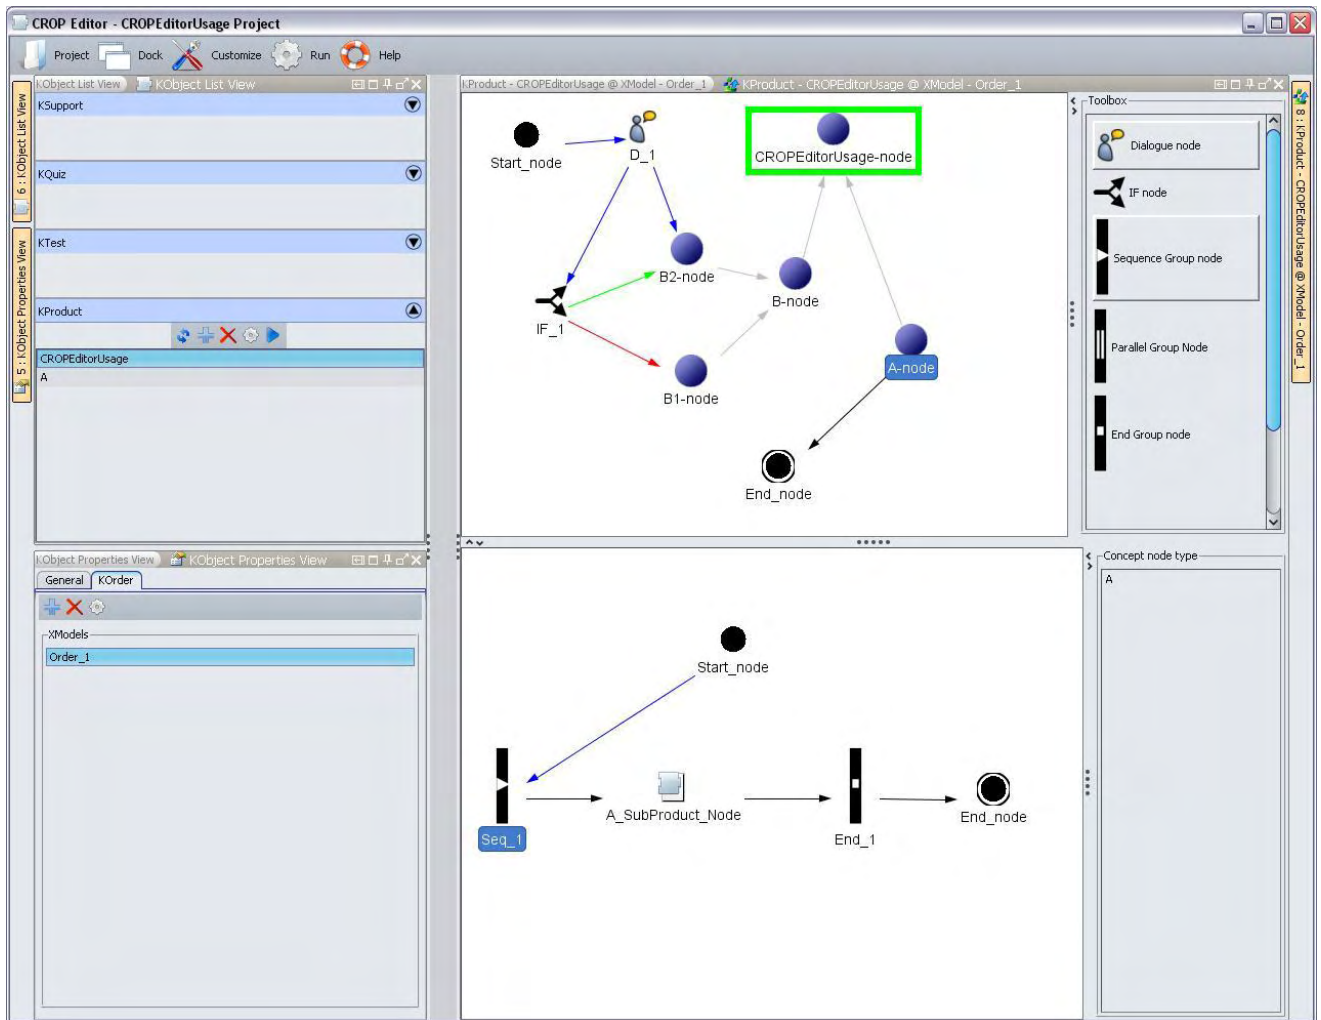 CROP Editor - CROPEditorUsage Project
Project Dock Customize Run Help
6 : KObject List View
5 : KObject Properties View
KObject List View KObject List View
KSupport
KQuiz
KTest
KProduct
CROPEditorUsage
A
KObject Properties View KObject Properties View
General KOrder
XModels
Order_1
KProduct - CROPEditorUsage @ XModel - Order_1 KProduct - CROPEditorUsage @ XModel - Order_1
Start_node
D_1
CROPEditorUsage-node
B2-node
B-node
IF_1
A-node
B1-node
End_node
Toolbox
Dialogue node
IF node
Sequence Group node
Parallel Group Node
End Group node
8 : KProduct - CROPEditorUsage @ XModel - Order_1
Start_node
Seq_1
A_SubProduct_Node
End_1
End_node
Concept node type
A